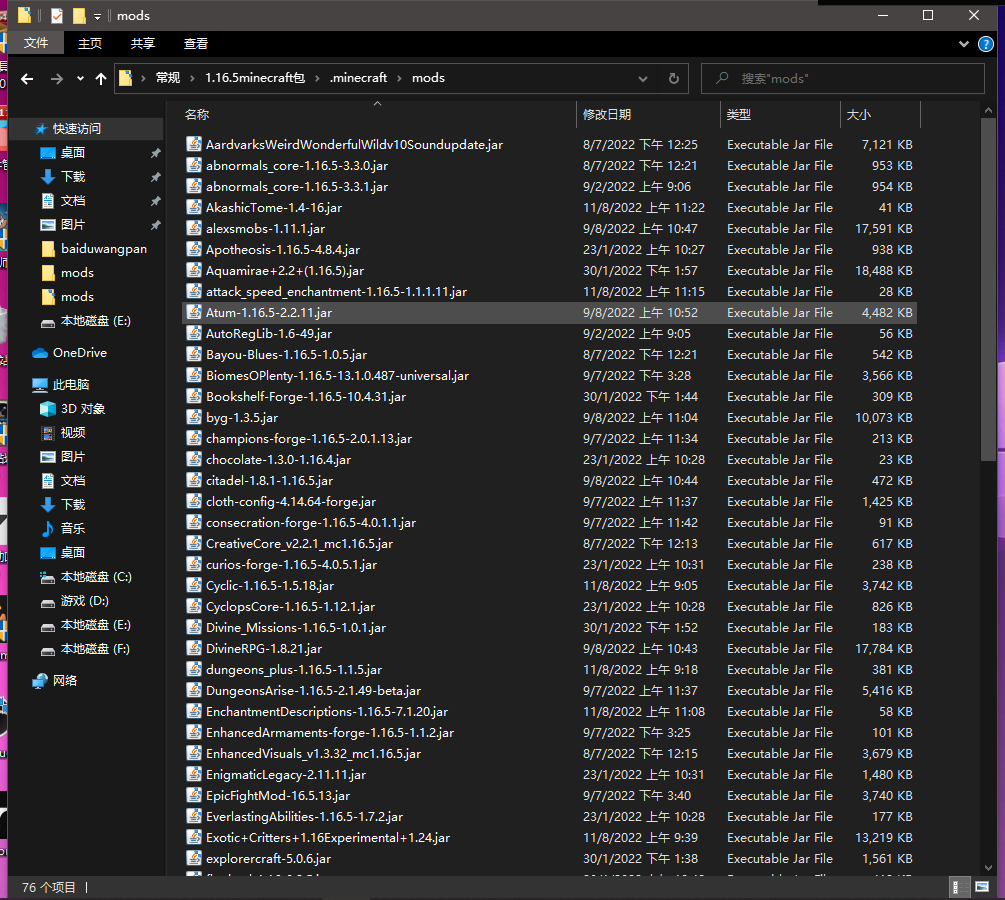 mods
文件 主页 共享 查看
常规 1.16.5minecraft包 .minecraft mods 搜索"mods"
名称 修改日期 类型 大小
快速访问
桌面
下载
文档
图片
baiduwangpan
mods
mods
本地磁盘 (E:)
OneDrive
此电脑
3D 对象
视频
图片
文档
下载
音乐
桌面
本地磁盘 (C:)
游戏 (D:)
本地磁盘 (E:)
本地磁盘 (F:)
网络
AardvarksWeirdWonderfulWildv10Soundupdate.jar 8/7/2022 下午 12:25 Executable Jar File 7,121 KB
abnormals_core-1.16.5-3.3.0.jar 8/7/2022 下午 12:21 Executable Jar File 953 KB
abnormals_core-1.16.5-3.3.1.jar 9/2/2022 上午 9:06 Executable Jar File 954 KB
AkashicTome-1.4-16.jar 11/8/2022 上午 11:22 Executable Jar File 41 KB
alexsmobs-1.11.1.jar 9/8/2022 上午 10:47 Executable Jar File 17,591 KB
Apotheosis-1.16.5-4.8.4.jar 23/1/2022 上午 10:27 Executable Jar File 938 KB
Aquamirae+2.2+(1.16.5).jar 30/1/2022 下午 1:57 Executable Jar File 18,488 KB
attack_speed_enchantment-1.16.5-1.1.1.11.jar 11/8/2022 上午 11:15 Executable Jar File 28 KB
Atum-1.16.5-2.2.11.jar 9/8/2022 上午 10:52 Executable Jar File 4,482 KB
AutoRegLib-1.6-49.jar 9/2/2022 上午 9:05 Executable Jar File 56 KB
Bayou-Blues-1.16.5-1.0.5.jar 8/7/2022 下午 12:21 Executable Jar File 542 KB
BiomesOPlenty-1.16.5-13.1.0.487-universal.jar 9/7/2022 下午 3:28 Executable Jar File 3,566 KB
Bookshelf-Forge-1.16.5-10.4.31.jar 30/1/2022 下午 1:44 Executable Jar File 309 KB
byg-1.3.5.jar 9/8/2022 上午 11:04 Executable Jar File 10,073 KB
champions-forge-1.16.5-2.0.1.13.jar 9/7/2022 上午 11:34 Executable Jar File 213 KB
chocolate-1.3.0-1.16.4.jar 23/1/2022 上午 10:28 Executable Jar File 23 KB
citadel-1.8.1-1.16.5.jar 9/8/2022 上午 10:44 Executable Jar File 472 KB
cloth-config-4.14.64-forge.jar 9/7/2022 上午 11:37 Executable Jar File 1,425 KB
consecration-forge-1.16.5-4.0.1.1.jar 9/7/2022 上午 11:42 Executable Jar File 91 KB
CreativeCore_v2.2.1_mc1.16.5.jar 8/7/2022 下午 12:13 Executable Jar File 617 KB
curios-forge-1.16.5-4.0.5.1.jar 23/1/2022 上午 10:31 Executable Jar File 238 KB
Cyclic-1.16.5-1.5.18.jar 11/8/2022 上午 9:05 Executable Jar File 3,742 KB
CyclopsCore-1.16.5-1.12.1.jar 23/1/2022 上午 10:28 Executable Jar File 826 KB
Divine_Missions-1.16.5-1.0.1.jar 30/1/2022 下午 1:52 Executable Jar File 183 KB
DivineRPG-1.8.21.jar 9/8/2022 上午 10:43 Executable Jar File 17,784 KB
dungeons_plus-1.16.5-1.1.5.jar 11/8/2022 上午 9:18 Executable Jar File 381 KB
DungeonsArise-1.16.5-2.1.49-beta.jar 9/7/2022 上午 11:37 Executable Jar File 5,416 KB
EnchantmentDescriptions-1.16.5-7.1.20.jar 11/8/2022 上午 11:08 Executable Jar File 58 KB
EnhancedArmaments-forge-1.16.5-1.1.2.jar 9/7/2022 下午 3:25 Executable Jar File 101 KB
EnhancedVisuals_v1.3.32_mc1.16.5.jar 8/7/2022 下午 12:15 Executable Jar File 3,679 KB
EnigmaticLegacy-2.11.11.jar 23/1/2022 上午 10:31 Executable Jar File 1,480 KB
EpicFightMod-16.5.13.jar 9/7/2022 下午 3:40 Executable Jar File 3,740 KB
EverlastingAbilities-1.16.5-1.7.2.jar 23/1/2022 上午 10:28 Executable Jar File 177 KB
Exotic+Critters+1.16Experimental+1.24.jar 11/8/2022 上午 9:39 Executable Jar File 13,219 KB
explorercraft-5.0.6.jar 30/1/2022 下午 1:38 Executable Jar File 1,561 KB
76 个项目